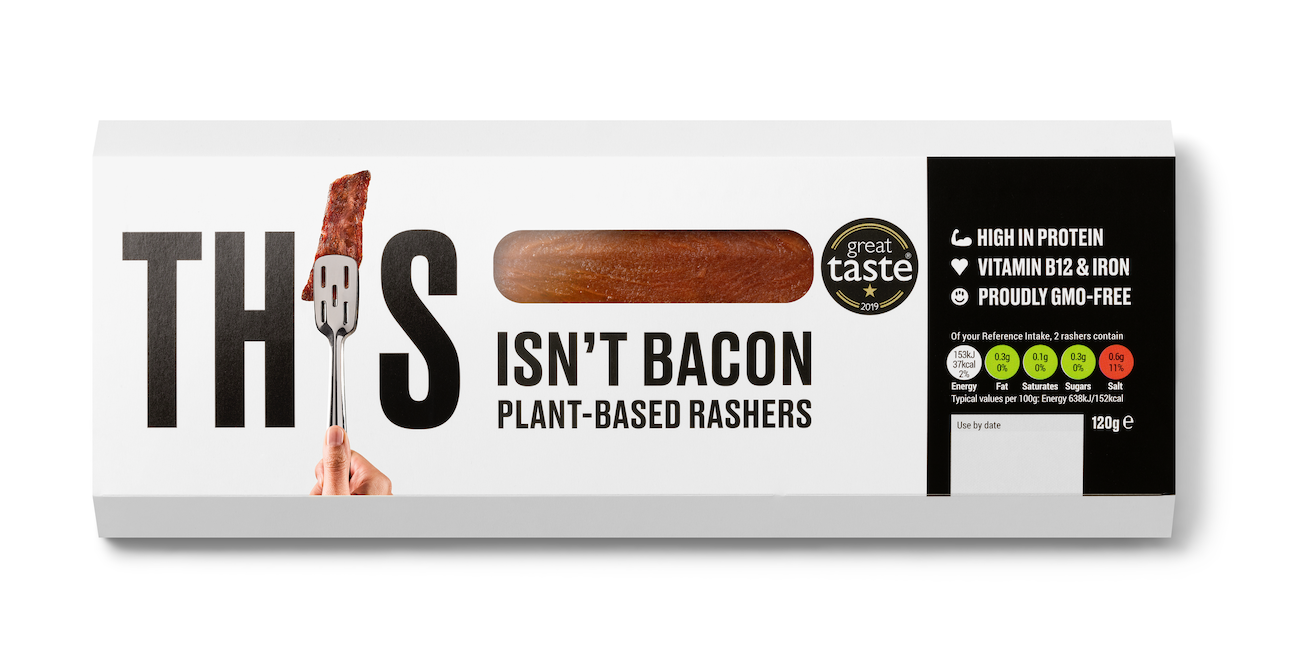 THIS
ISN'T BACON
PLANT-BASED RASHERS
great
taste®
2019
HIGH IN PROTEIN
VITAMIN B12 & IRON
PROUDLY GMO-FREE
Of your Reference Intake, 2 rashers contain
153kJ 37kcal 2%
0.3g 0%
0.1g 0%
0.3g 0%
0.6g 11%
Energy Fat Saturates Sugars Salt
Typical values per 100g: Energy 638kJ/152kcal
Use by date
120g ℮